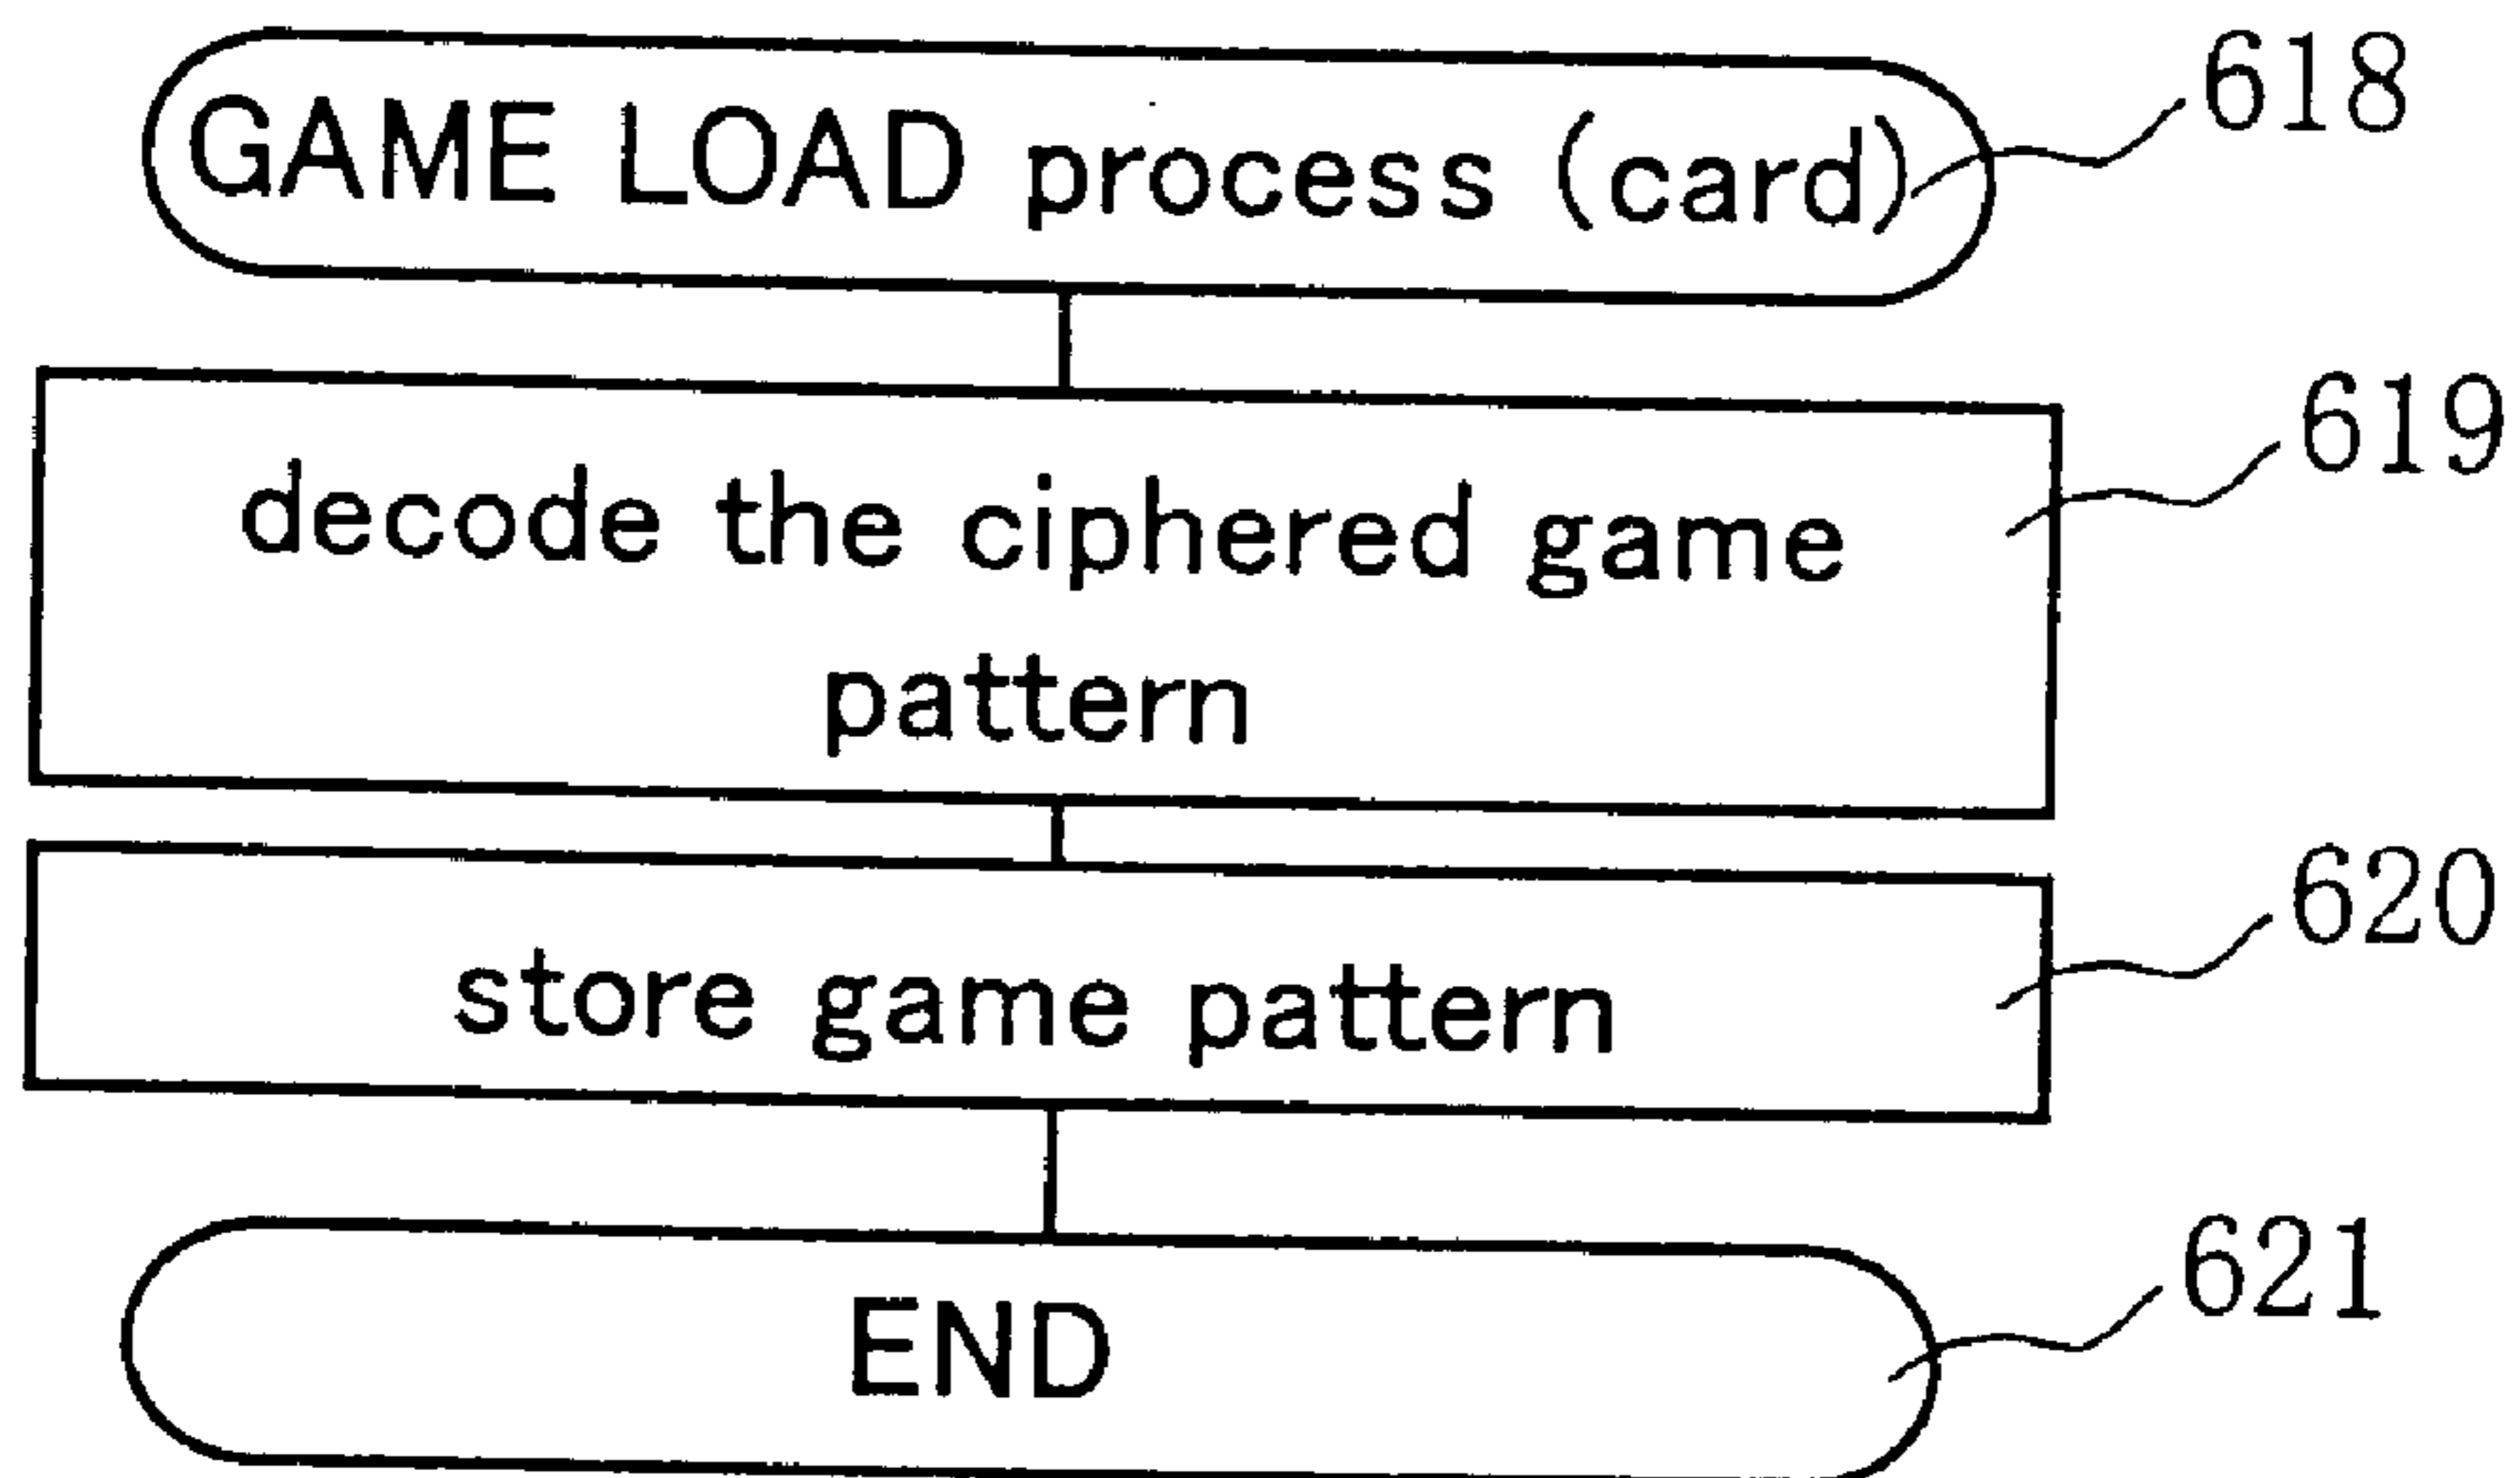 GAME LOAD process (card)
618
decode the ciphered game
pattern
619
store game pattern
620
END
621